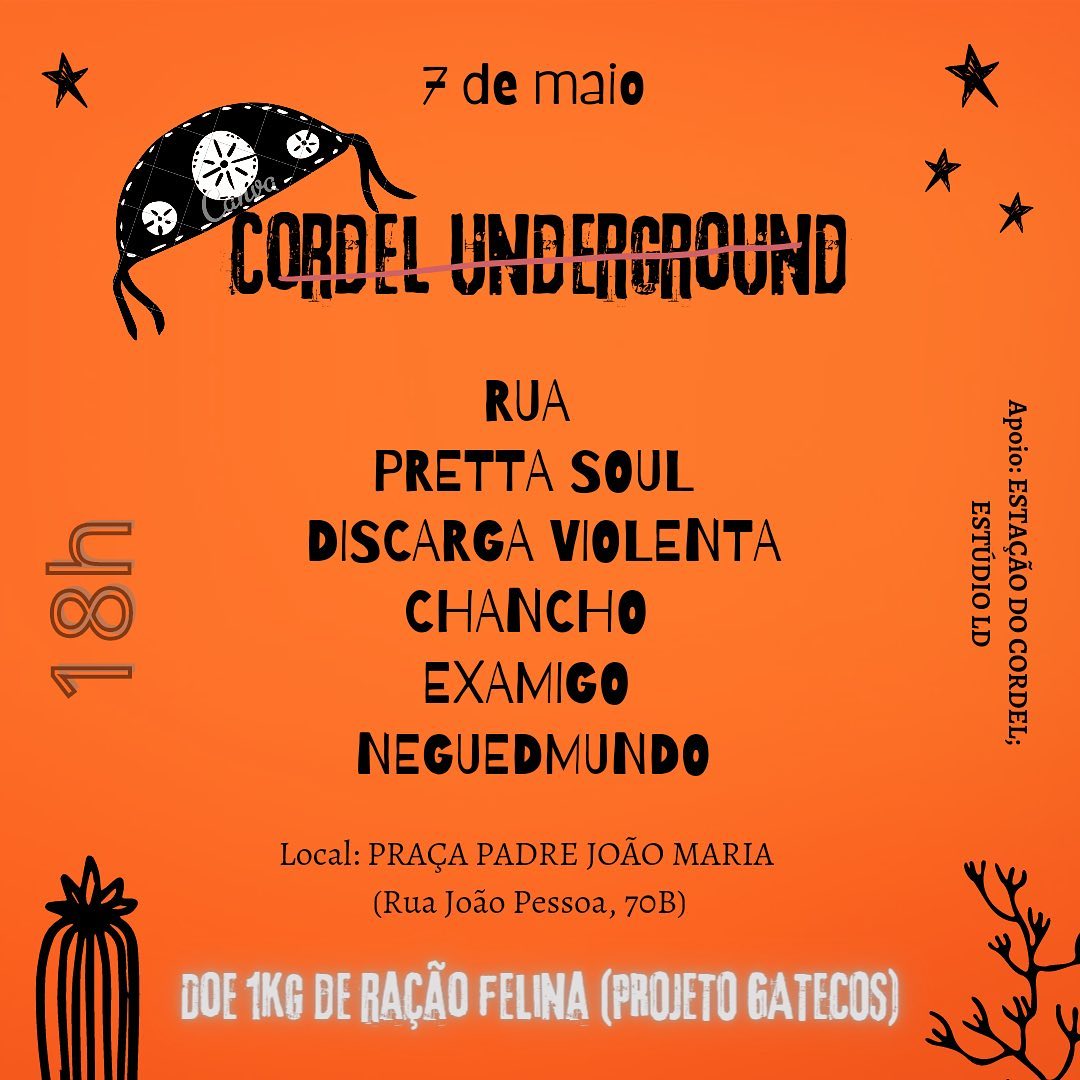 7 de maio
Canva
CORDEL UNDERGROUND
RUA
PRETTA SOUL
DISCARGA VIOLENTA
CHANCHO
EXAMIGO
NEGUEDMUNDO
18h
Apoio: ESTAÇÃO DO CORDEL;
ESTÚDIO LD
Local: PRAÇA PADRE JOÃO MARIA
(Rua João Pessoa, 70B)
DOE 1KG DE RAÇÃO FELINA (PROJETO GATECOS)